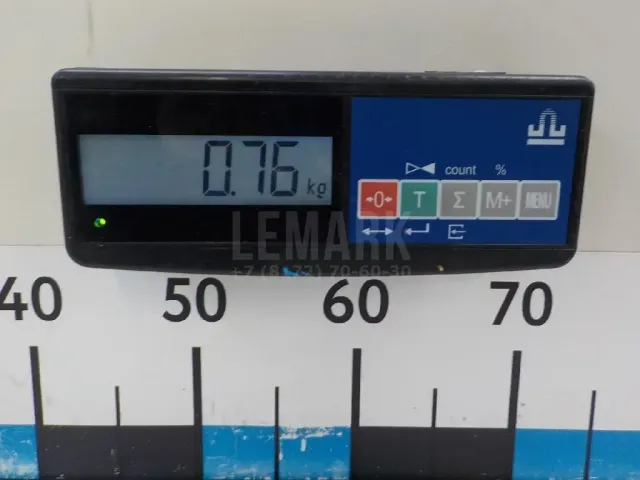 0.76 kg
count %
→0← T Σ M+ MENU
LEMARK
40 50 60 70